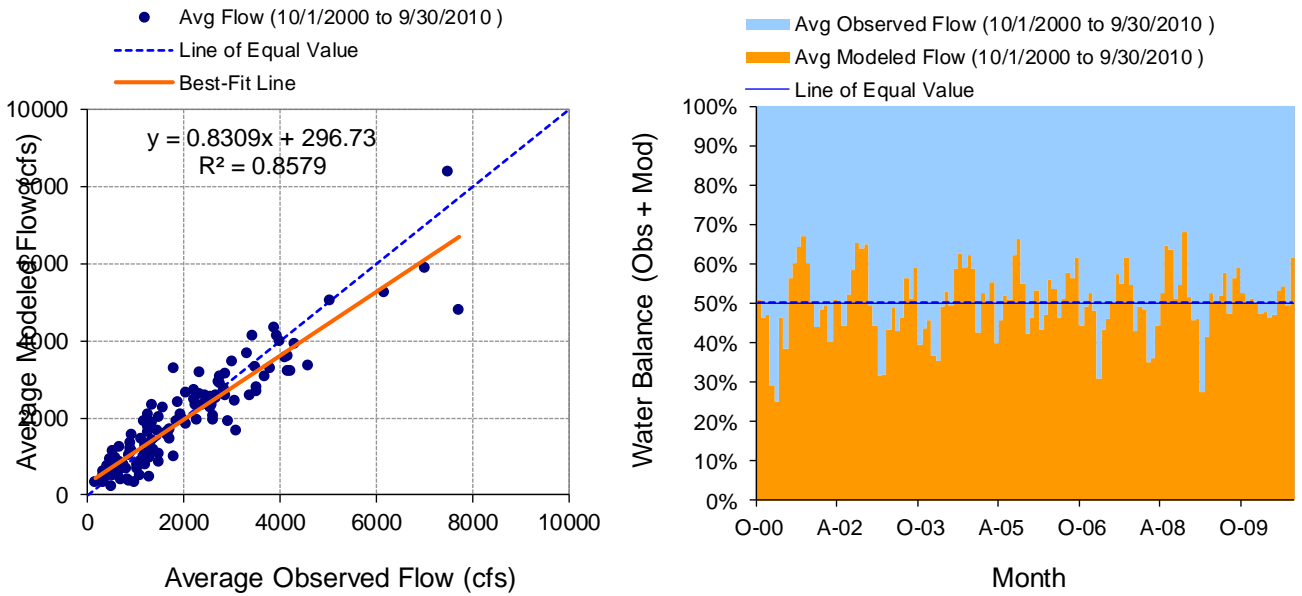 Avg Flow (10/1/2000 to 9/30/2010 )
Line of Equal Value
Best-Fit Line
y = 0.8309x + 296.73
R² = 0.8579
Average Modeled Flow (cfs)
10000
8000
6000
4000
2000
0
0 2000 4000 6000 8000 10000
Average Observed Flow (cfs)
Avg Observed Flow (10/1/2000 to 9/30/2010 )
Avg Modeled Flow (10/1/2000 to 9/30/2010 )
Line of Equal Value
Water Balance (Obs + Mod)
100%
90%
80%
70%
60%
50%
40%
30%
20%
10%
0%
O-00 A-02 O-03 A-05 O-06 A-08 O-09
Month